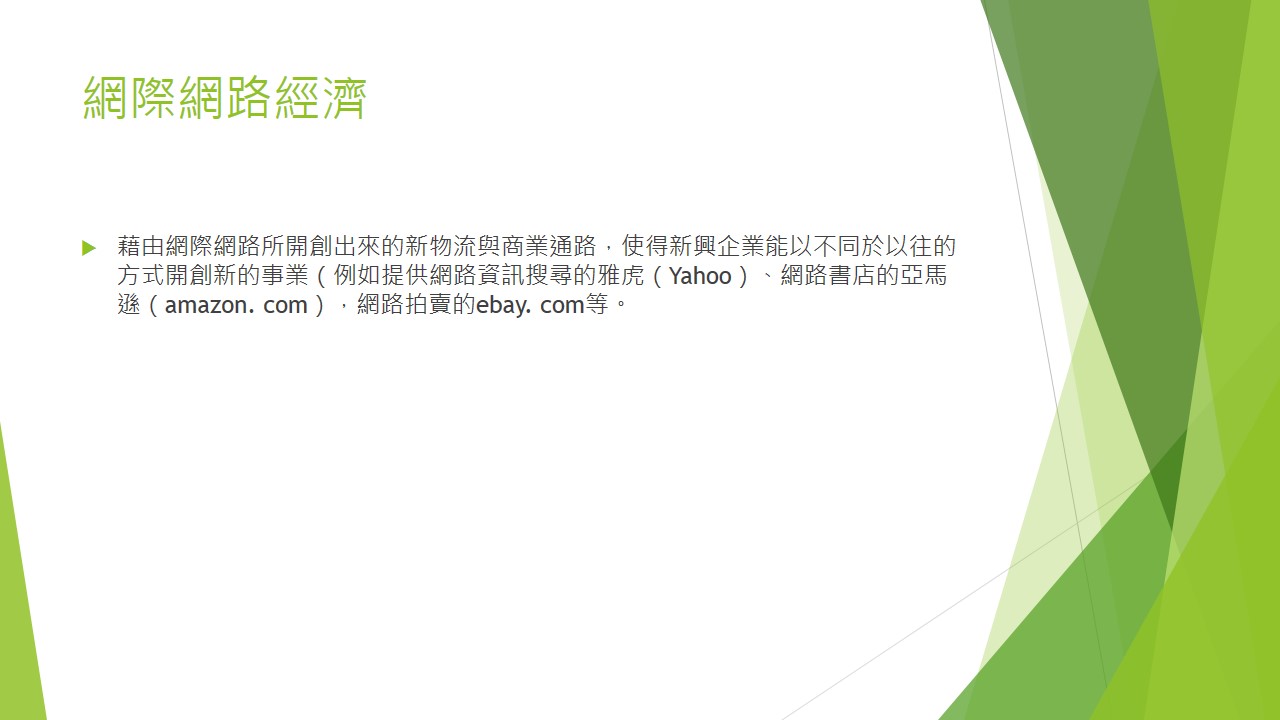 網際網路經濟
藉由網際網路所開創出來的新物流與商業通路，使得新興企業能以不同於以往的
方式開創新的事業（例如提供網路資訊搜尋的雅虎（Yahoo）、網路書店的亞馬
遜（amazon. com），網路拍賣的ebay. com等。